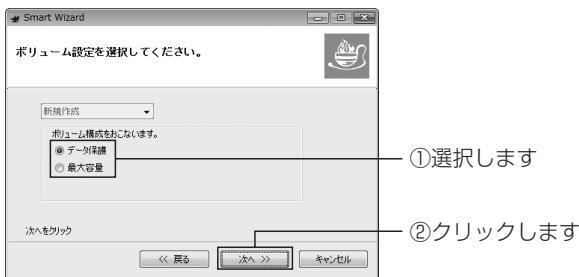 Smart Wizard
ボリューム設定を選択してください。
新規作成
ボリューム構成をおこないます。
データ保護
最大容量
①選択します
次へをクリック
②クリックします
<< 戻る
次へ >>
キャンセル